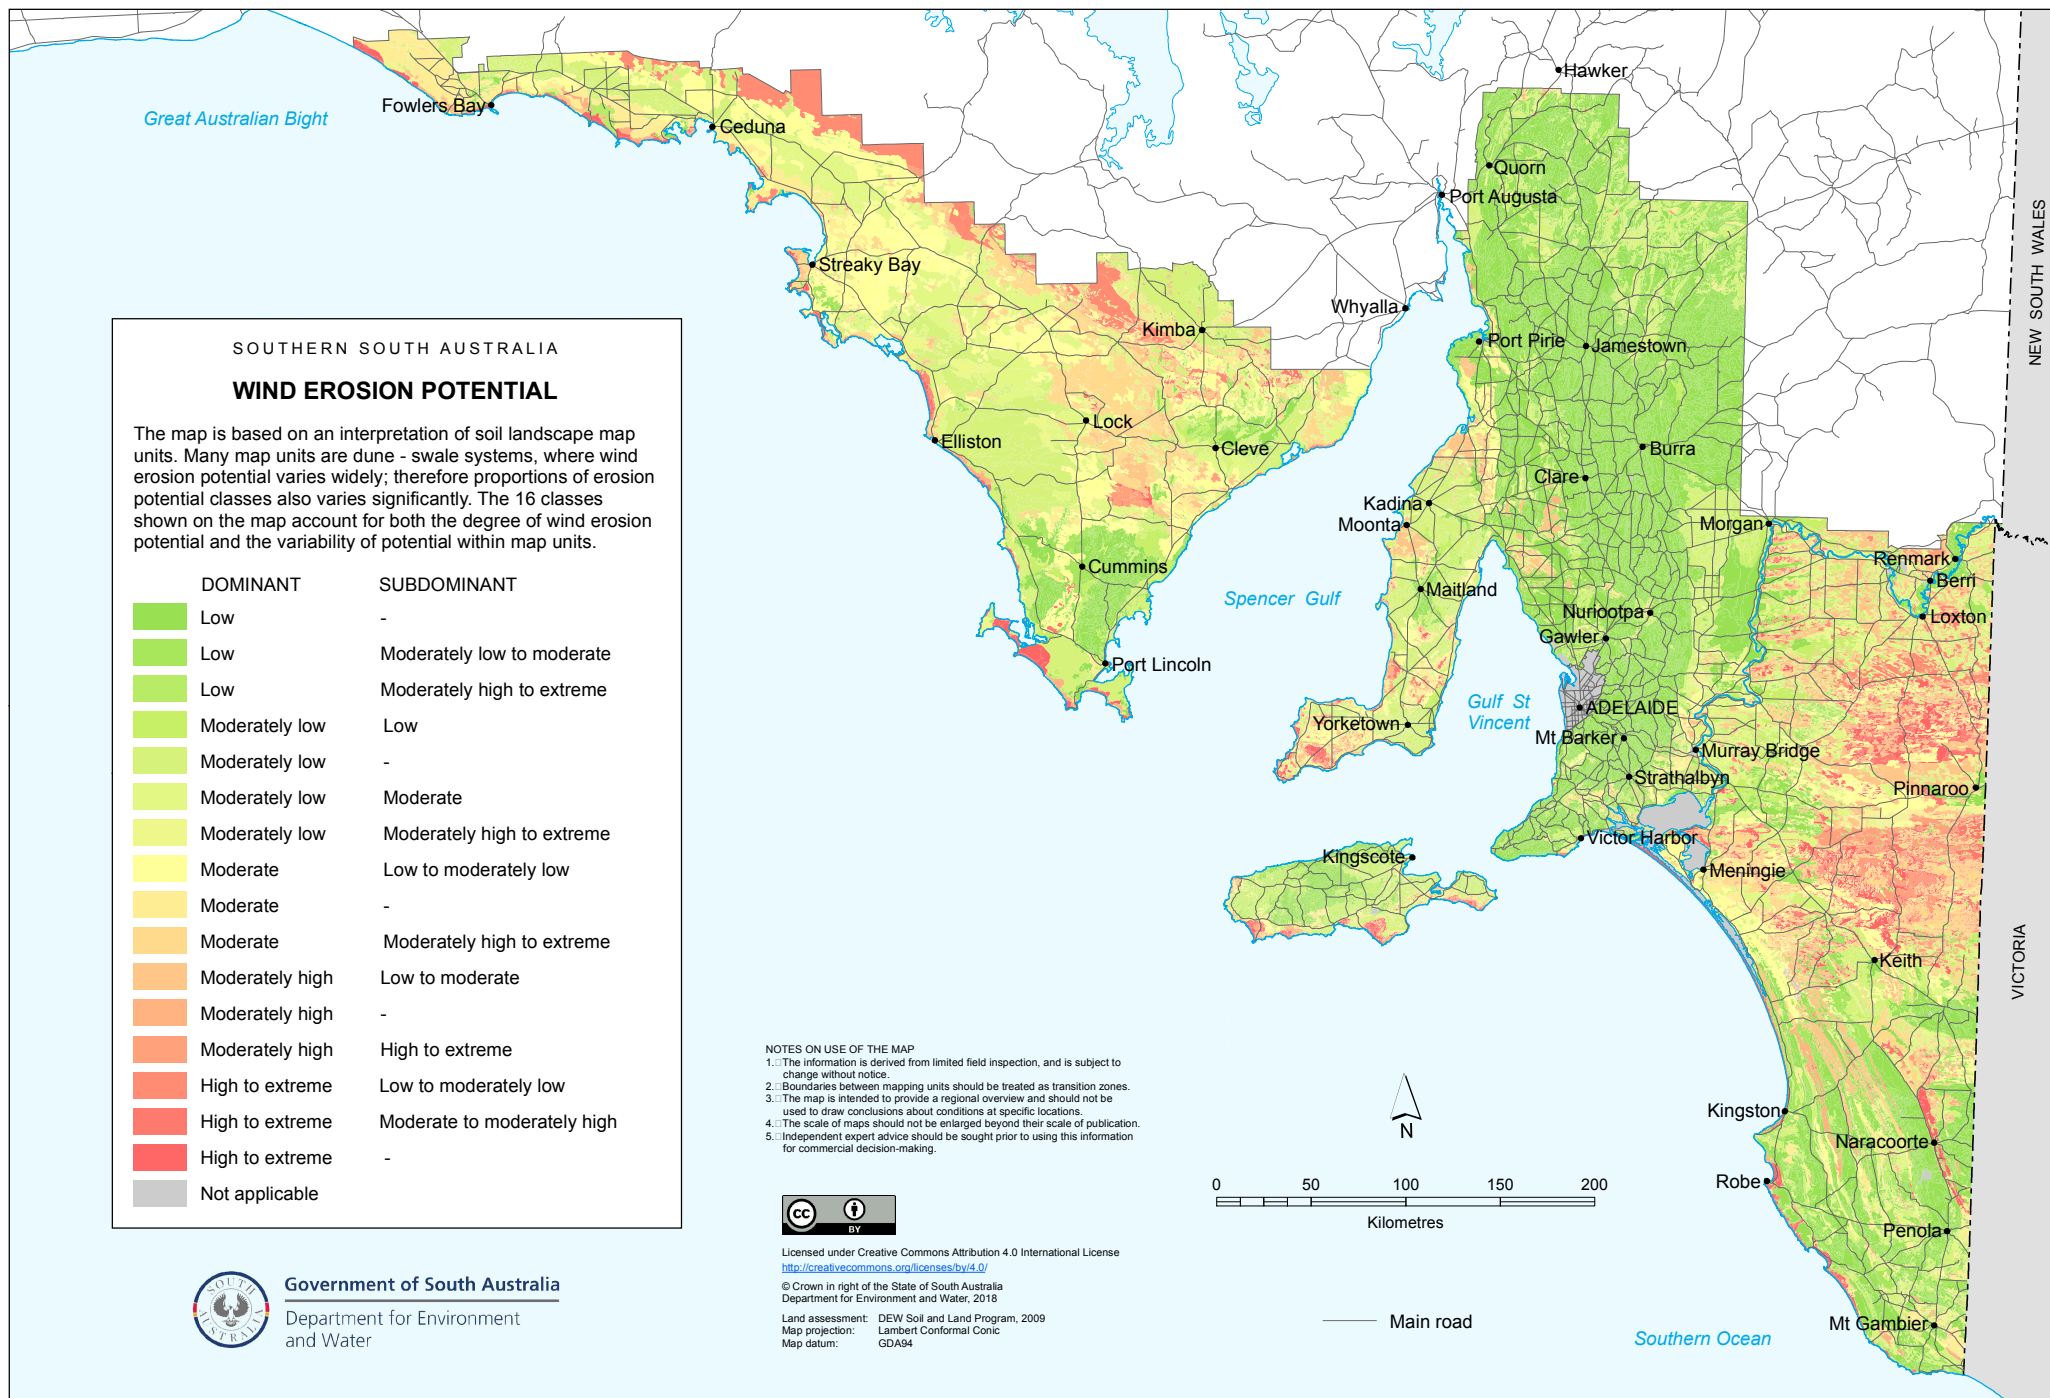 Hawker
Great Australian Bight
Fowlers Bay
Ceduna
Quorn
Port Augusta
NEW SOUTH WALES
Streaky Bay
Whyalla
Kimba
Port Pirie
Jamestown
SOUTHERN SOUTH AUSTRALIA
WIND EROSION POTENTIAL
The map is based on an interpretation of soil landscape map
units. Many map units are dune - swale systems, where wind
erosion potential varies widely; therefore proportions of erosion
potential classes also varies significantly. The 16 classes
shown on the map account for both the degree of wind erosion
potential and the variability of potential within map units.
DOMINANT SUBDOMINANT
Low -
Low Moderately low to moderate
Low Moderately high to extreme
Moderately low Low
Moderately low -
Moderately low Moderate
Moderately low Moderately high to extreme
Moderate Low to moderately low
Moderate -
Moderate Moderately high to extreme
Moderately high Low to moderate
Moderately high -
Moderately high High to extreme
High to extreme Low to moderately low
High to extreme Moderate to moderately high
High to extreme -
Not applicable
Lock
Elliston
Cleve
Burra
Clare
Kadina
Moonta
Morgan
Renmark
Berri
Cummins
Maitland
Spencer Gulf
Nuriootpa
Loxton
Gawler
Port Lincoln
Gulf St
Vincent
ADELAIDE
Yorketown
Mt Barker
Murray Bridge
Strathalbyn
Pinnaroo
Victor Harbor
Kingscote
Meningie
Keith
VICTORIA
Kingston
Naracoorte
Robe
Penola
Mt Gambier
Southern Ocean
NOTES ON USE OF THE MAP
1. The information is derived from limited field inspection, and is subject to
change without notice.
2. Boundaries between mapping units should be treated as transition zones.
3. The map is intended to provide a regional overview and should not be
used to draw conclusions about conditions at specific locations.
4. The scale of maps should not be enlarged beyond their scale of publication.
5. Independent expert advice should be sought prior to using this information
for commercial decision-making.
N
0 50 100 150 200
Kilometres
Main road
cc
BY
Licensed under Creative Commons Attribution 4.0 International License
http://creativecommons.org/licenses/by/4.0/
© Crown in right of the State of South Australia
Department for Environment and Water, 2018
Land assessment: DEW Soil and Land Program, 2009
Map projection: Lambert Conformal Conic
Map datum: GDA94
SOUTH AUSTRALIA
Government of South Australia
Department for Environment
and Water